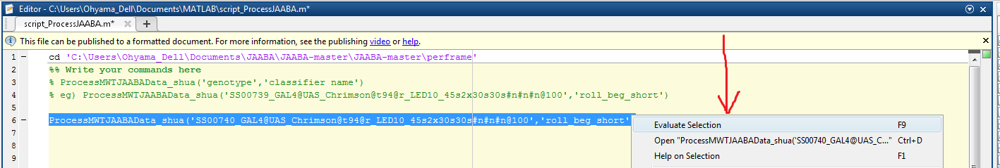 Editor - C:\Users\Ohyama_Dell\Documents\MATLAB\script_ProcessJAABA.m*
script_ProcessJAABA.m* × +
This file can be published to a formatted document. For more information, see the publishing video or help. ×
1 – cd 'C:\Users\Ohyama_Dell\Documents\JAABA\JAABA-master\JAABA-master\perframe'
2 %% Write your commands here
3 % ProcessMWTJAABAData_shua('genotype','classifier name')
4 % eg) ProcessMWTJAABAData_shua('SS00739_GAL4@UAS_Chrimson@t94@r_LED10_45s2x30s30s#n#n#n@100','roll_beg_short')
5
6 – ProcessMWTJAABAData_shua('SS00740_GAL4@UAS_Chrimson@t94@r_LED10_45s2x30s30s#n#n#n@100','roll_beg_short'
7
8
9
Evaluate Selection F9
Open "ProcessMWTJAABAData_shua('SS00740_GAL4@UAS_C..." Ctrl+D
Help on Selection F1